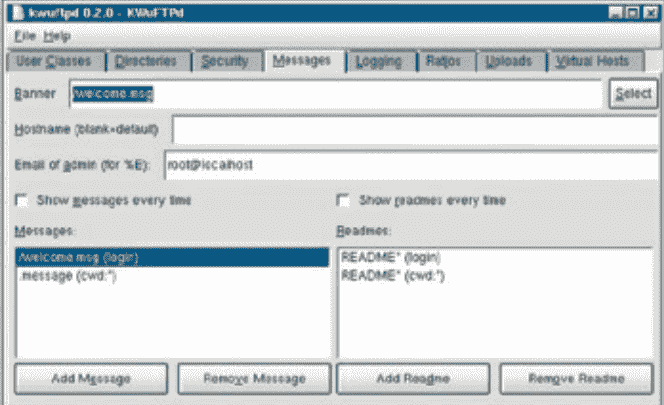 kwuftpd 0.2.0 - KWuFTPd
File Help
User Classes Directories Security Messages Logging Ratios Uploads Virtual Hosts
Banner /welcome.msg Select
Hostname (blank=default)
Email of admin (for %E): root@localhost
Show messages every time Show readmes every time
Messages: Readmes:
/welcome.msg (login) README* (login)
.message (cwd:*) README* (cwd:*)
Add Message Remove Message Add Readme Remove Readme